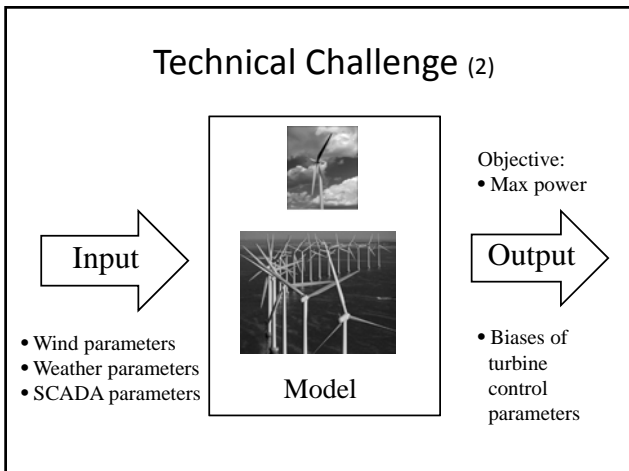 Technical Challenge (2)
Input
• Wind parameters
• Weather parameters
• SCADA parameters
Model
Objective:
• Max power
Output
• Biases of
turbine
control
parameters